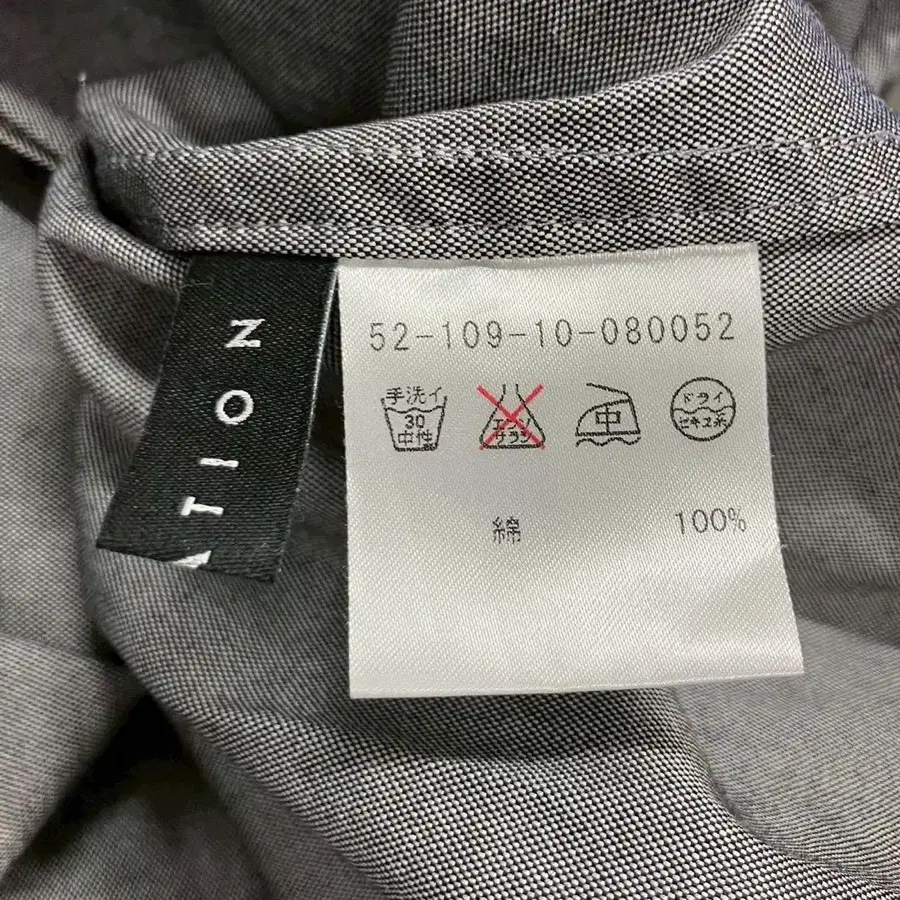 ATION
52-109-10-080052
手洗イ 30 中性 エンソ サラシ 中 ドライ セキユ系
綿 100%